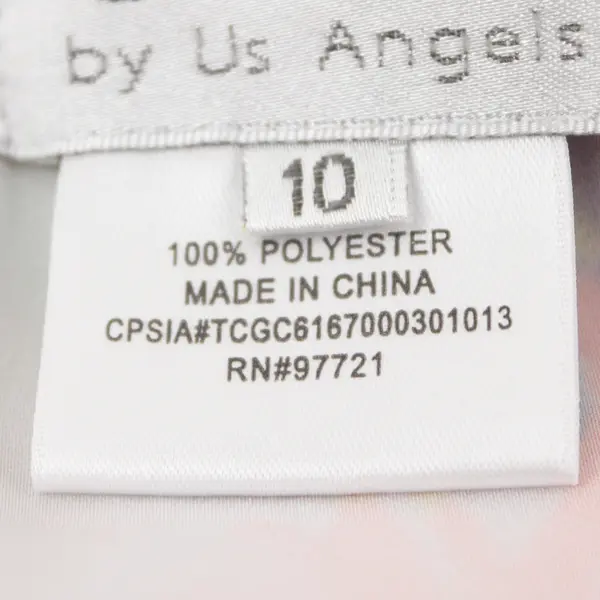 by Us Angels
10
100% POLYESTER
MADE IN CHINA
CPSIA#TCGC6167000301013
RN#97721